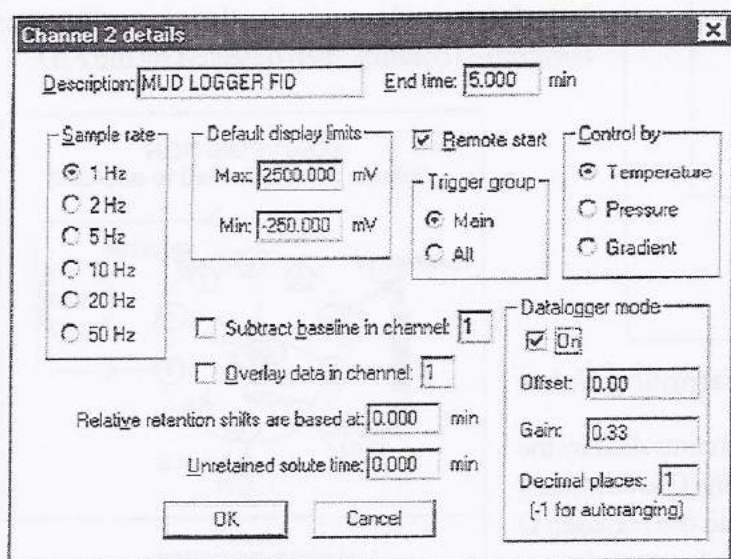 Channel 2 details
Description: MUD LOGGER FID End time: 5.000 min
Sample rate
1 Hz
2 Hz
5 Hz
10 Hz
20 Hz
50 Hz
Default display limits
Max: 2500.000 mV
Min: -250.000 mV
Remote start
Trigger group
Main
Alt
Control by
Temperature
Pressure
Gradient
Subtract baseline in channel: 1
Overlay data in channel: 1
Relative retention shifts are based at: 0.000 min
Unretained solute time: 0.000 min
Datalogger mode
On
Offset: 0.00
Gain: 0.33
Decimal places: 1
(-1 for autoranging)
OK Cancel